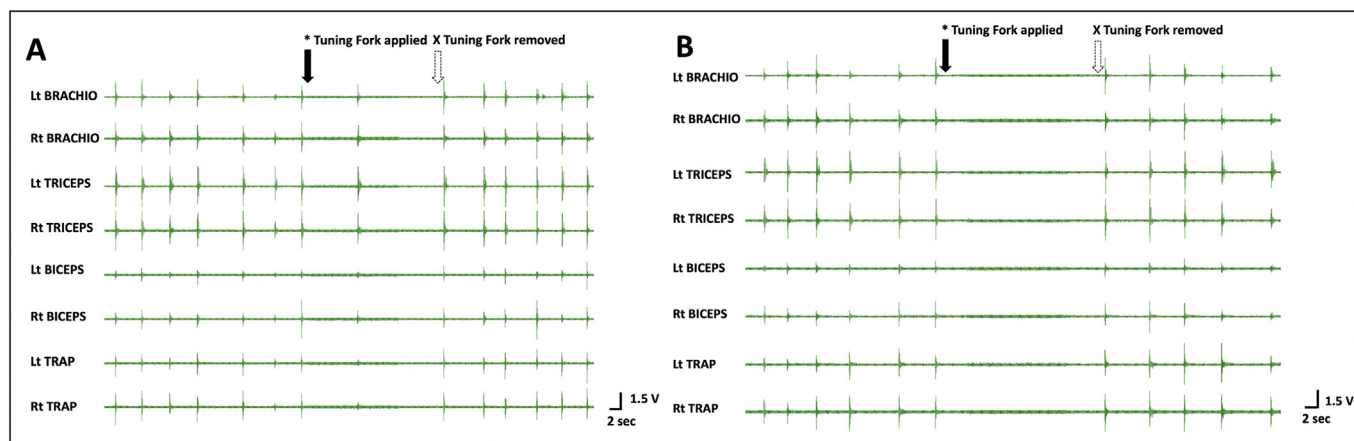 A
* Tuning Fork applied X Tuning Fork removed
Lt BRACHIO
Rt BRACHIO
Lt TRICEPS
Rt TRICEPS
Lt BICEPS
Rt BICEPS
Lt TRAP
Rt TRAP
1.5 V
2 sec
B
* Tuning Fork applied X Tuning Fork removed
Lt BRACHIO
Rt BRACHIO
Lt TRICEPS
Rt TRICEPS
Lt BICEPS
Rt BICEPS
Lt TRAP
Rt TRAP
1.5 V
2 sec